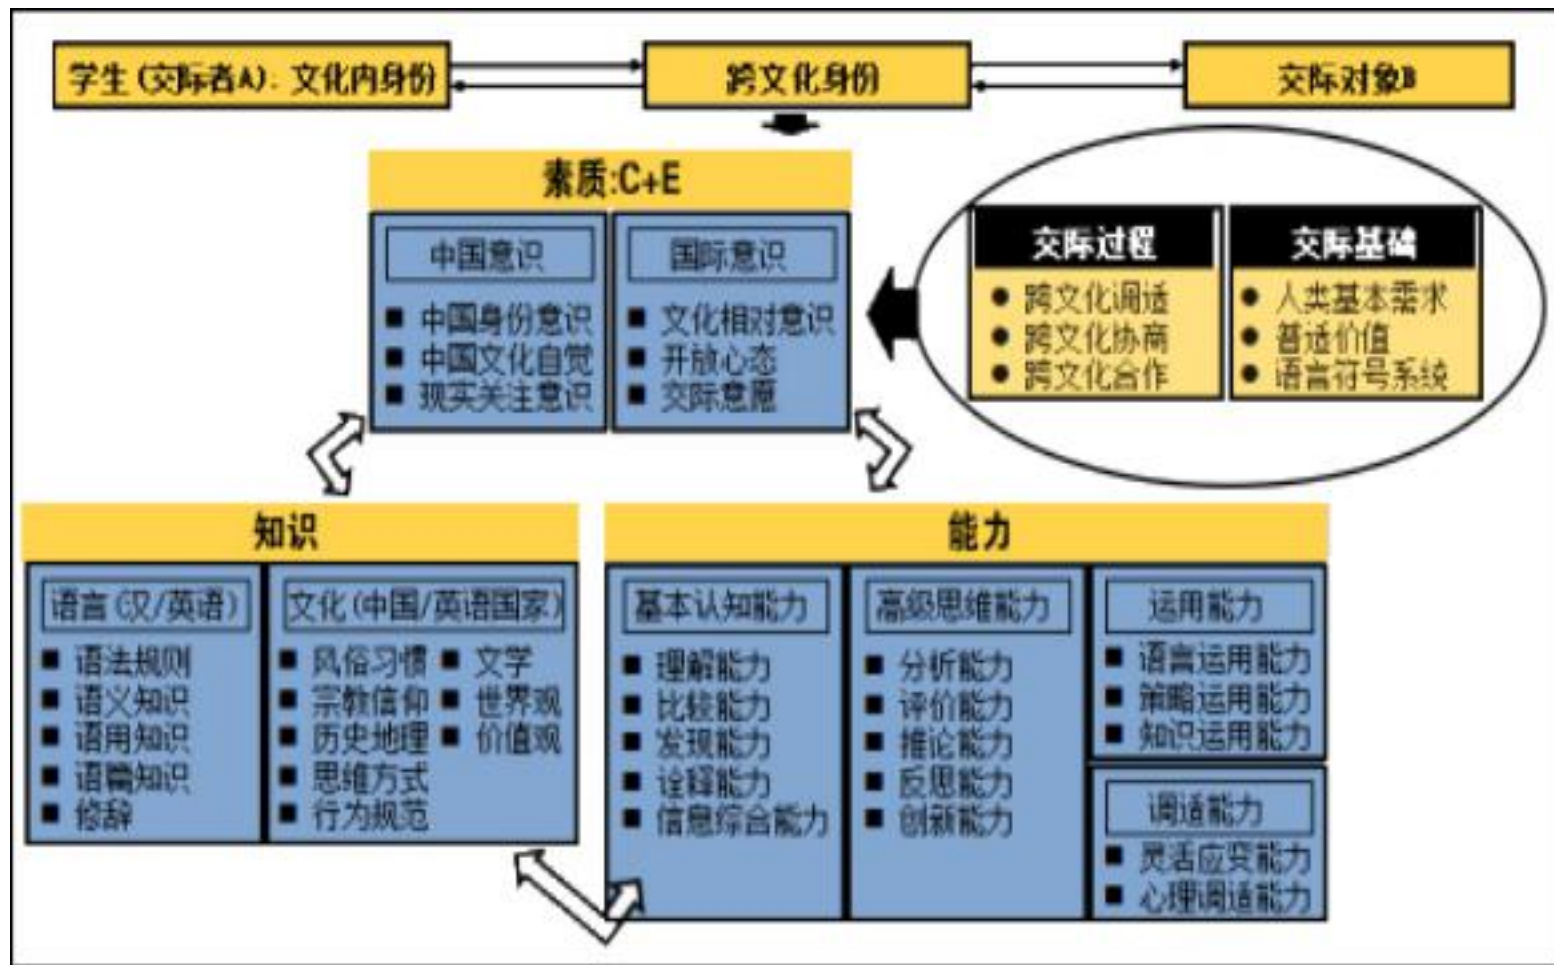 学生(交际者A):文化内身份
跨文化身份
交际对象B
素质:C+E
中国意识
■ 中国身份意识
■ 中国文化自觉
■ 现实关注意识
国际意识
■ 文化相对意识
■ 开放心态
■ 交际意愿
交际过程
● 跨文化调适
● 跨文化协商
● 跨文化合作
交际基础
● 人类基本需求
● 普适价值
● 语言符号系统
知识
语言(汉/英语)
■ 语法规则
■ 语义知识
■ 语用知识
■ 语篇知识
■ 修辞
文化(中国/英语国家)
■ 风俗习惯 ■ 文学
■ 宗教信仰 ■ 世界观
■ 历史地理 ■ 价值观
■ 思维方式
■ 行为规范
能力
基本认知能力
■ 理解能力
■ 比较能力
■ 发现能力
■ 诠释能力
■ 信息综合能力
高级思维能力
■ 分析能力
■ 评价能力
■ 推论能力
■ 反思能力
■ 创新能力
运用能力
■ 语言运用能力
■ 策略运用能力
■ 知识运用能力
调适能力
■ 灵活应变能力
■ 心理调适能力